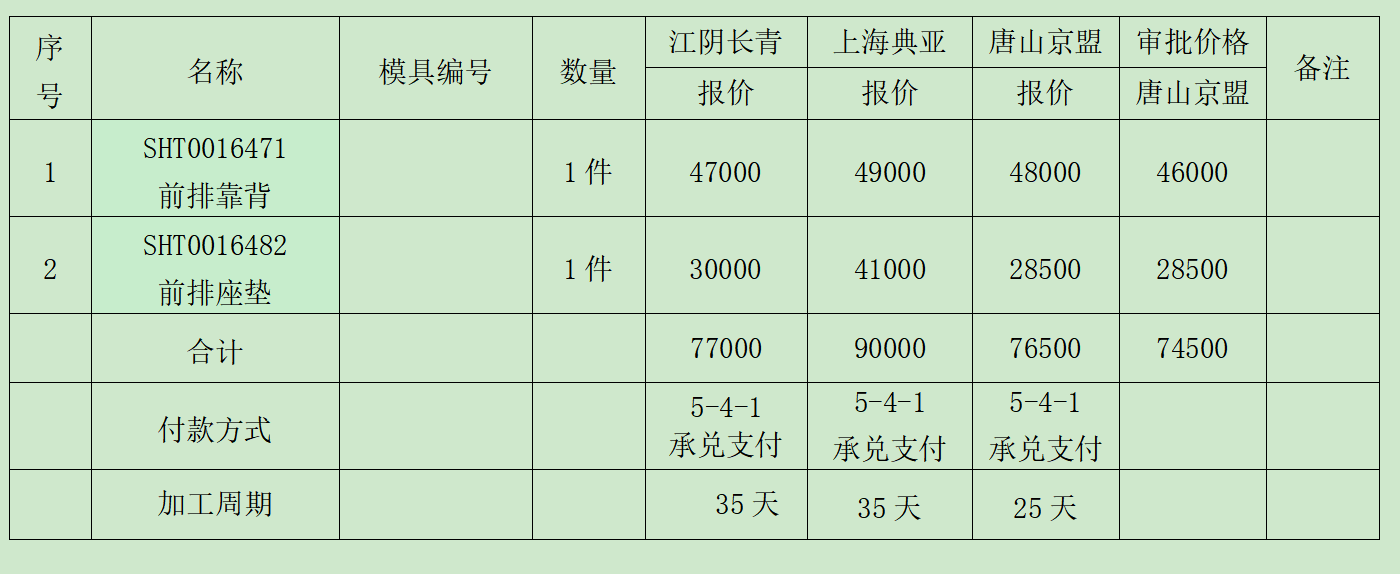 序号 名称 模具编号 数量 江阴长青 上海典亚 唐山京盟 审批价格 备注
报价 报价 报价 唐山京盟
1 SHT0016471 1件 47000 49000 48000 46000
前排靠背
2 SHT0016482 1件 30000 41000 28500 28500
前排座垫
合计 77000 90000 76500 74500
付款方式 5-4-1 5-4-1 5-4-1
承兑支付 承兑支付 承兑支付
加工周期 35天 35天 25天